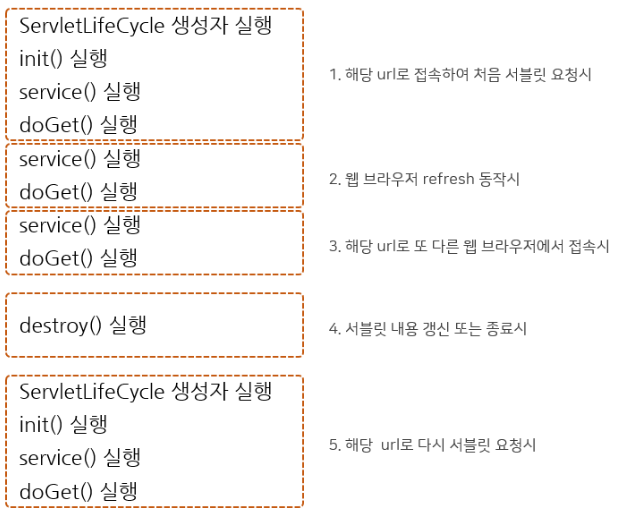 ServletLifeCycle 생성자 실행
init() 실행
service() 실행
doGet() 실행
1. 해당 url로 접속하여 처음 서블릿 요청시
service() 실행
doGet() 실행
2. 웹 브라우저 refresh 동작시
service() 실행
doGet() 실행
3. 해당 url로 또 다른 웹 브라우저에서 접속시
destroy() 실행
4. 서블릿 내용 갱신 또는 종료시
ServletLifeCycle 생성자 실행
init() 실행
service() 실행
doGet() 실행
5. 해당 url로 다시 서블릿 요청시